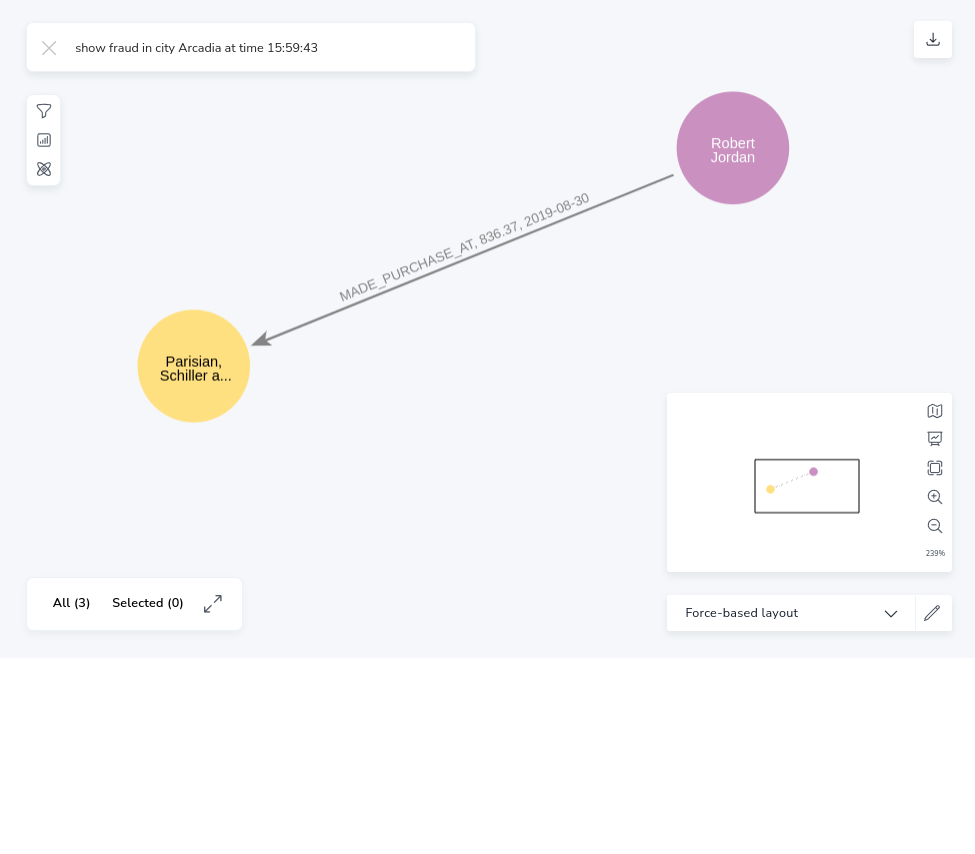 show fraud in city Arcadia at time 15:59:43
Robert
Jordan
MADE_PURCHASE_AT, 836.37, 2019-08-30
Parisian,
Schiller a...
239%
All (3) Selected (0)
Force-based layout